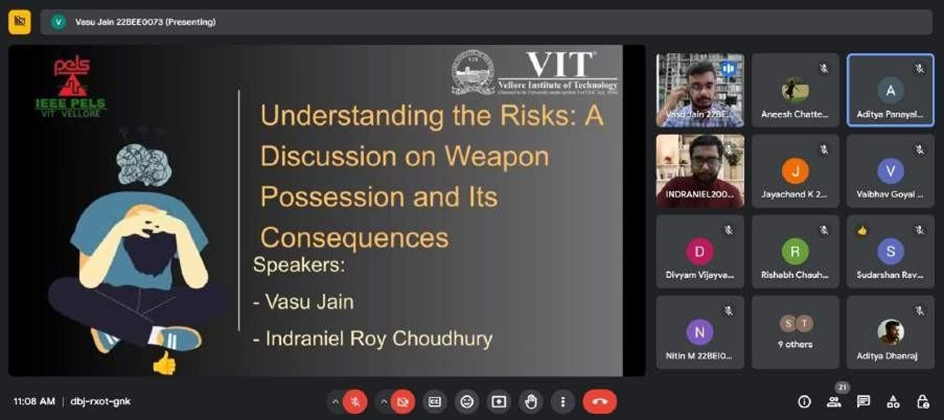 Vasu Jain 22BEE0073 (Presenting)
V
pels
IEEE PELS
VIT VELLORE
VIT
Vellore Institute of Technology
Understanding the Risks: A
Discussion on Weapon
Possession and Its
Consequences
Speakers:
- Vasu Jain
- Indraniel Roy Choudhury
Vasu Jain 22BE...
Aneesh Chatte...
A
Aditya Panayal...
INDRANIEL200...
J
Jayachand K 2...
V
Vaibhav Goyal ...
D
Divyam Vijayva...
R
Rishabh Chauh...
S
Sudarshan Rav...
N
Nitin M 22BEI0...
S T
9 others
Aditya Dhanraj
11:08 AM | dbj-rxot-gnk
21